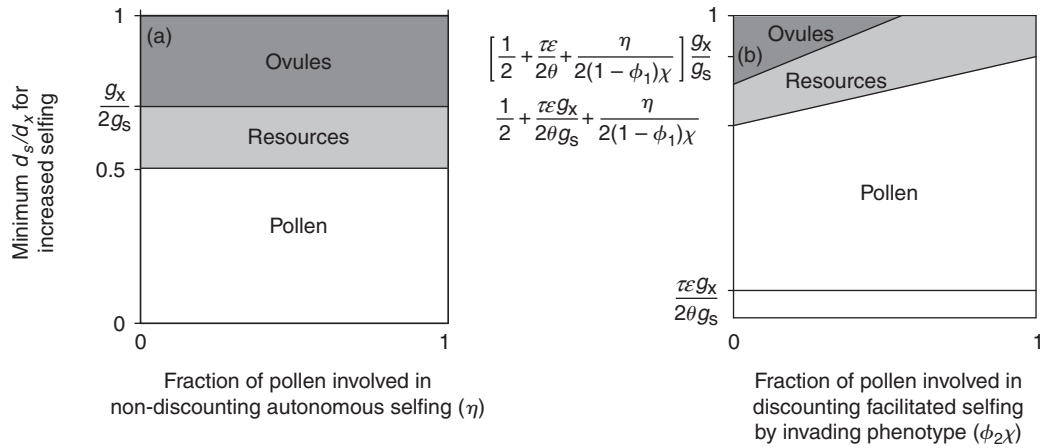 Minimum d_s/d_x for
increased selfing
1
g_x/2g_s
0.5
0
(a)
Ovules
Resources
Pollen
0
1
Fraction of pollen involved in
non-discounting autonomous selfing (η)
[1/2 + τε/2θ + η/2(1 − ϕ₁)χ] g_x/g_s
1/2 + τεg_x/2θg_s + η/2(1 − ϕ₁)χ
τεg_x/2θg_s
1
(b)
Ovules
Resources
Pollen
0
1
Fraction of pollen involved in
discounting facilitated selfing
by invading phenotype (ϕ₂χ)